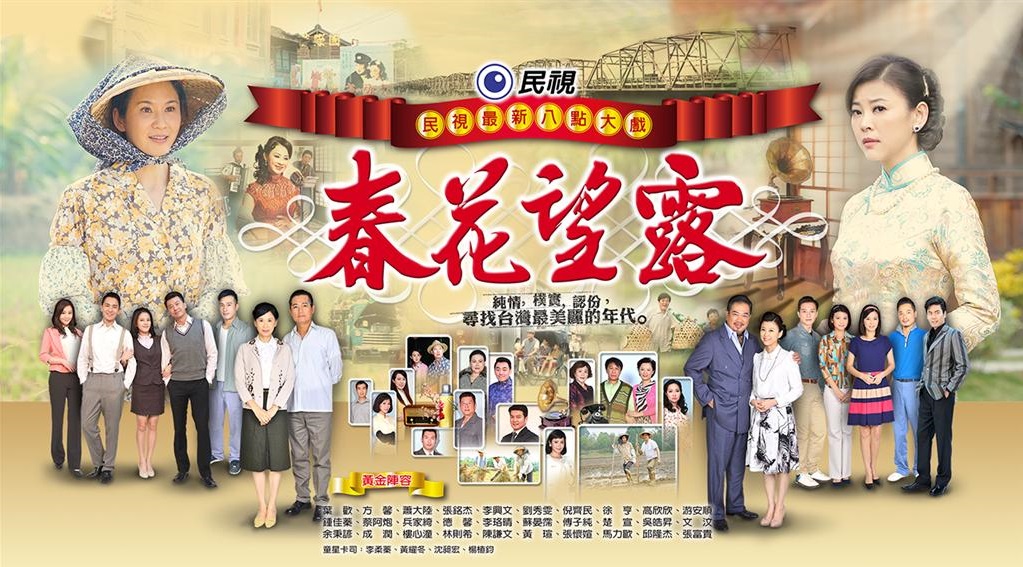 民視
民視最新八點大戲
春花望露
純情，樸實，認份，
尋找台灣最美麗的年代。
黃金陣容
葉歡、方馨、蕭大陸、張銘杰、李興文、劉秀雯、倪齊民、徐亨、高欣欣、游安順
鍾佳蓁、蔡阿炮、兵家綺、德馨、李珞晴、蘇晏霈、傅子純、楚宣、吳皓昇、文汶
余秉諺、成潤、樓心潼、林則希、陳謙文、黃瑄、張懷媗、馬力歐、邱隆杰、張富貴
童星卡司：李柔蓁、黃耀冬、沈昶宏、楊植鈞